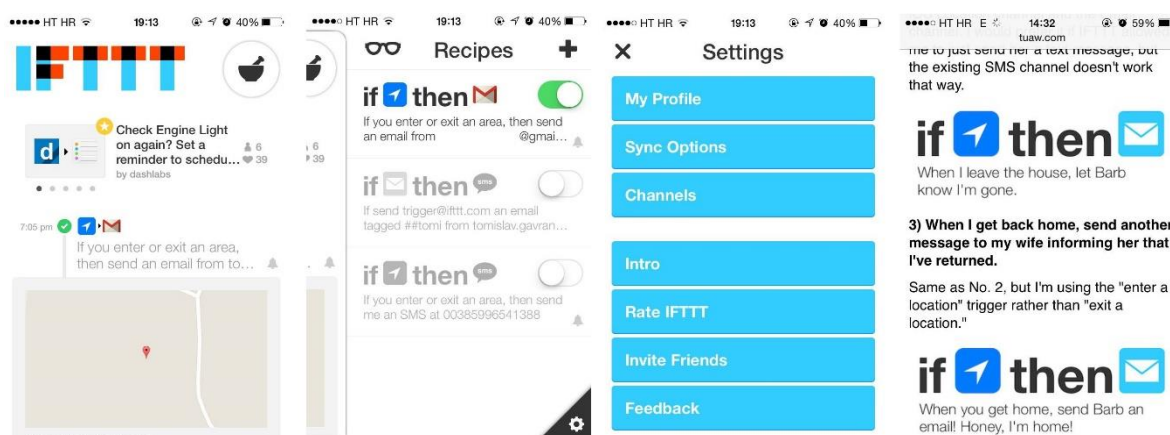 HT HR 19:13 40%
IFTTT
Check Engine Light
on again? Set a
reminder to schedu...
6
39
by dashlabs
7:05 pm
If you enter or exit an area,
then send an email from to...
HT HR 19:13 40%
6
39
Recipes
if then
If you enter or exit an area, then send
an email from @gmai...
if then sms
If send trigger@ifttt.com an email
tagged ##tomi from tomislav.gavran...
if then sms
If you enter or exit an area, then send
me an SMS at 00385996541388
HT HR 19:13 40%
Settings
My Profile
Sync Options
Channels
Intro
Rate IFTTT
Invite Friends
Feedback
HT HR E 14:32 59%
tuaw.com
me to just send her a text message, but
the existing SMS channel doesn't work
that way.
if then
When I leave the house, let Barb
know I'm gone.
3) When I get back home, send another
message to my wife informing her that
I've returned.
Same as No. 2, but I'm using the "enter a
location" trigger rather than "exit a
location."
if then
When you get home, send Barb an
email! Honey, I'm home!